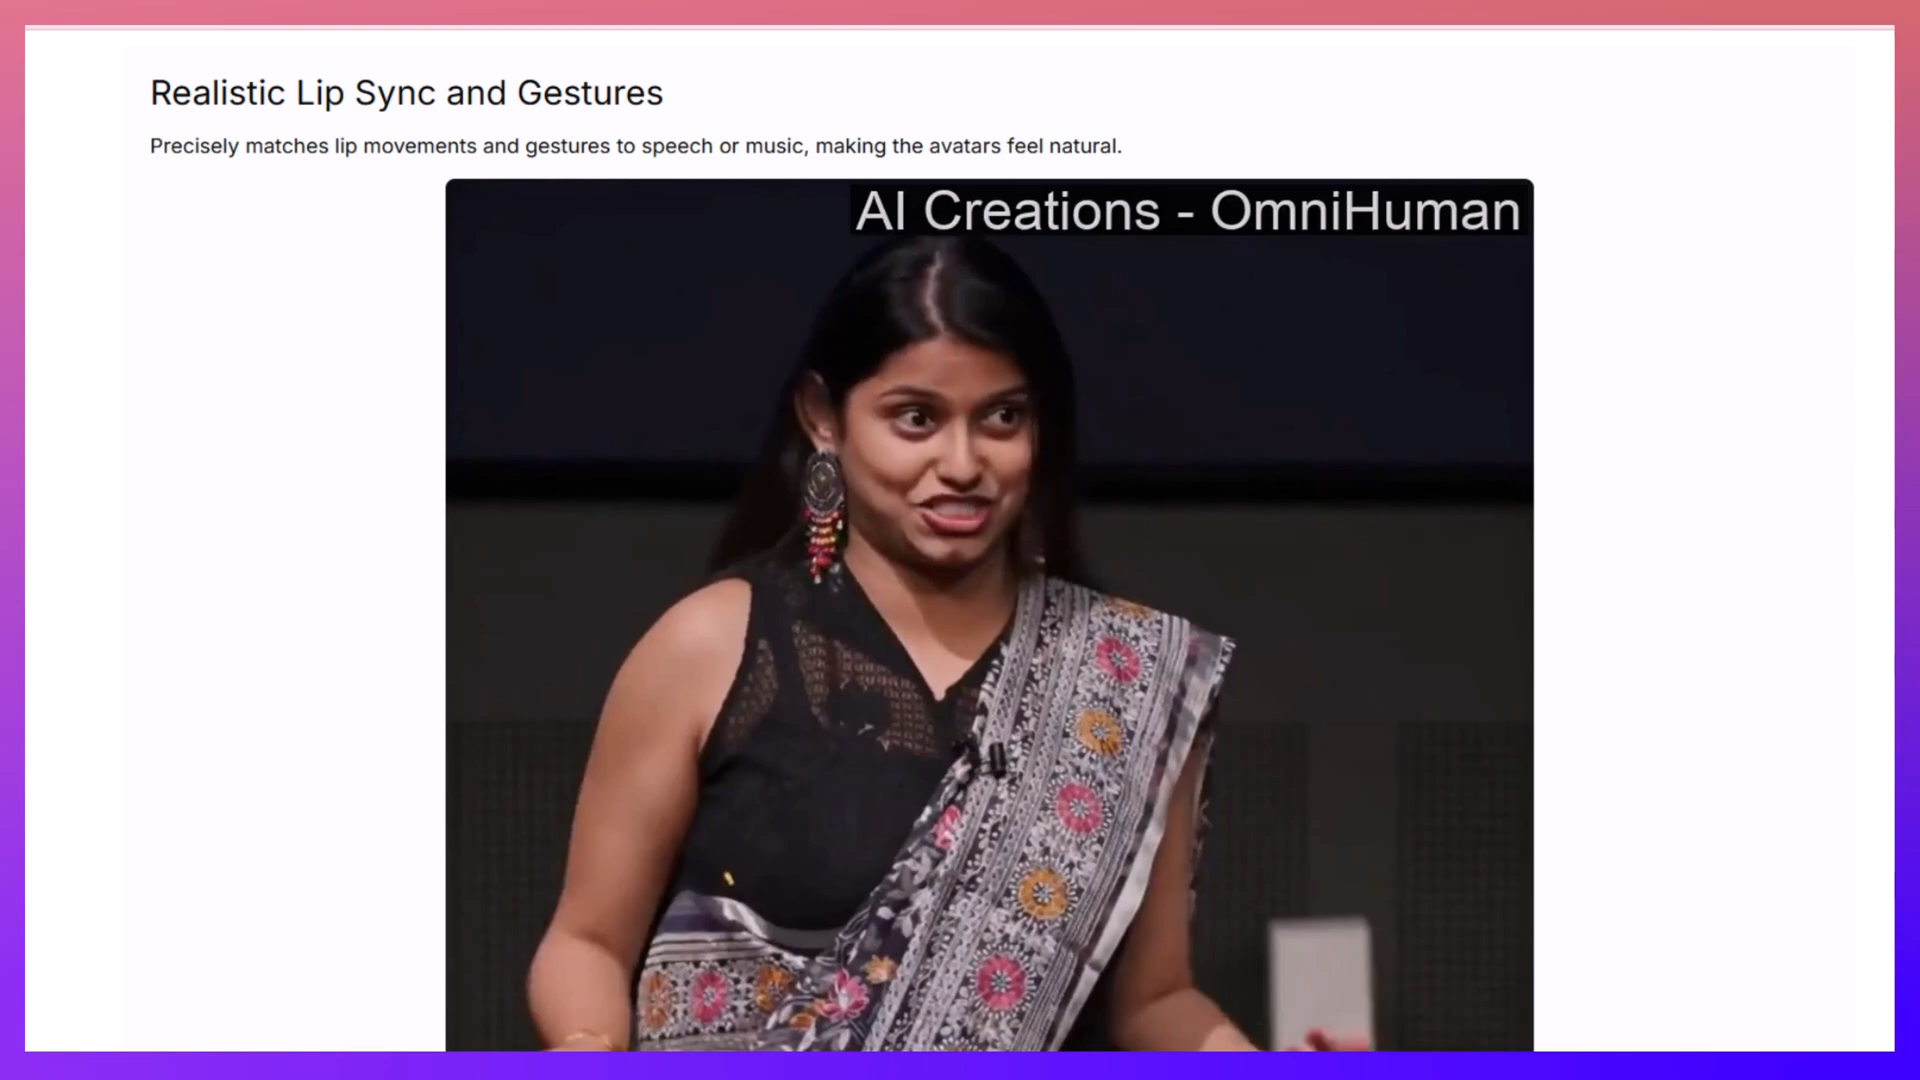 Realistic Lip Sync and Gestures
Precisely matches lip movements and gestures to speech or music, making the avatars feel natural.
AI Creations - OmniHuman